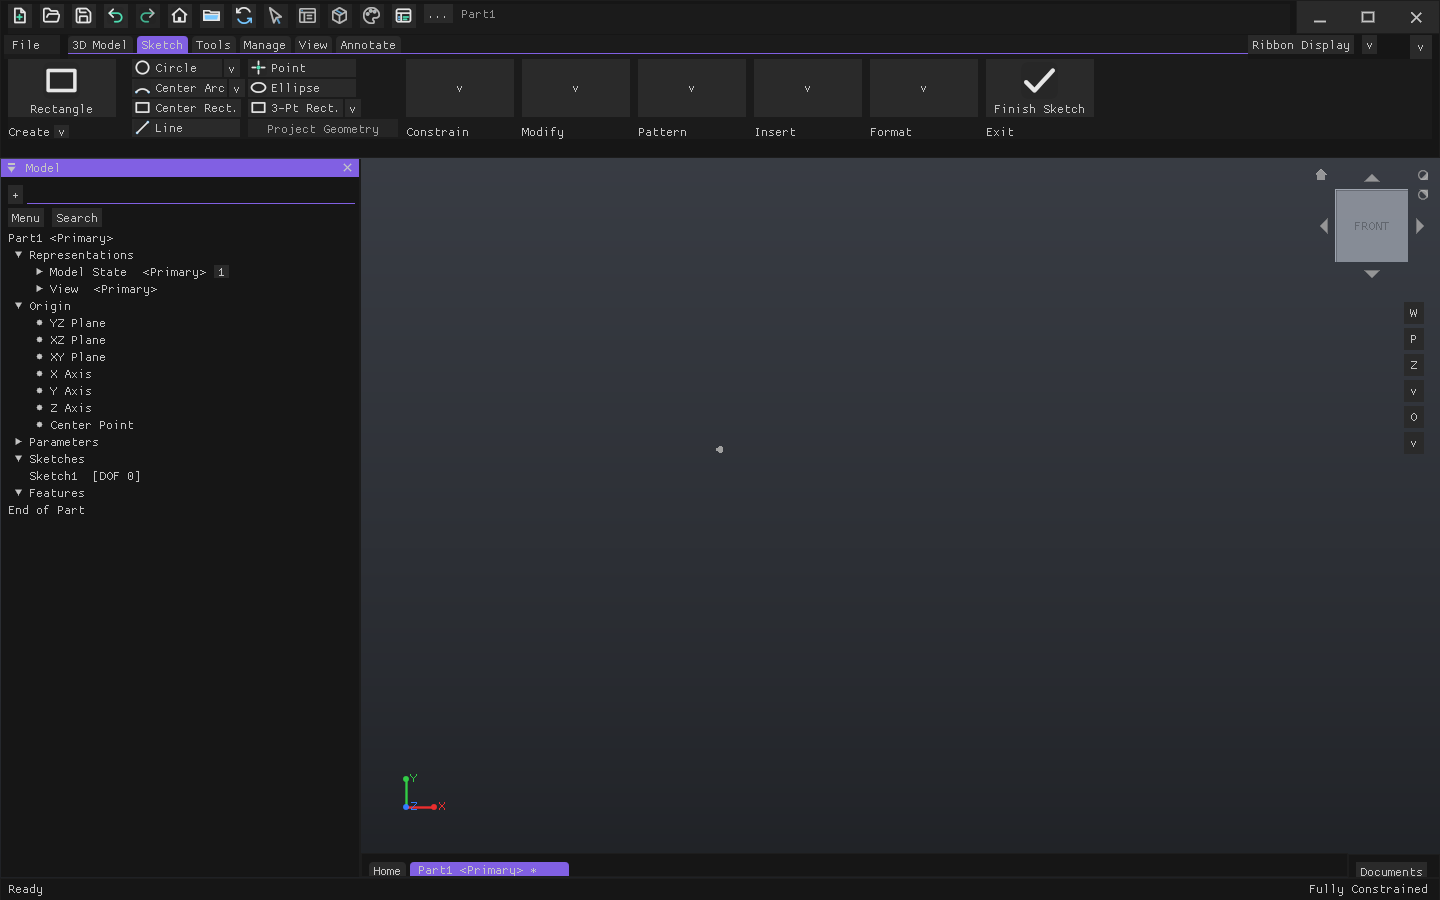 ... Part1
File 3D Model Sketch Tools Manage View Annotate Ribbon Display v v
Rectangle
Circle v
Center Arc v
Center Rect.
Line
Point
Ellipse
3-Pt Rect. v
Project Geometry
v v v v v
Finish Sketch
Create v Constrain Modify Pattern Insert Format Exit
Model
+
Menu Search
Part1 <Primary>
Representations
Model State <Primary> 1
View <Primary>
Origin
YZ Plane
XZ Plane
XY Plane
X Axis
Y Axis
Z Axis
Center Point
Parameters
Sketches
Sketch1 [DOF 0]
Features
End of Part
FRONT
W
P
Z
v
O
v
Y
Z X
Home Part1 <Primary> * Documents
Ready Fully Constrained